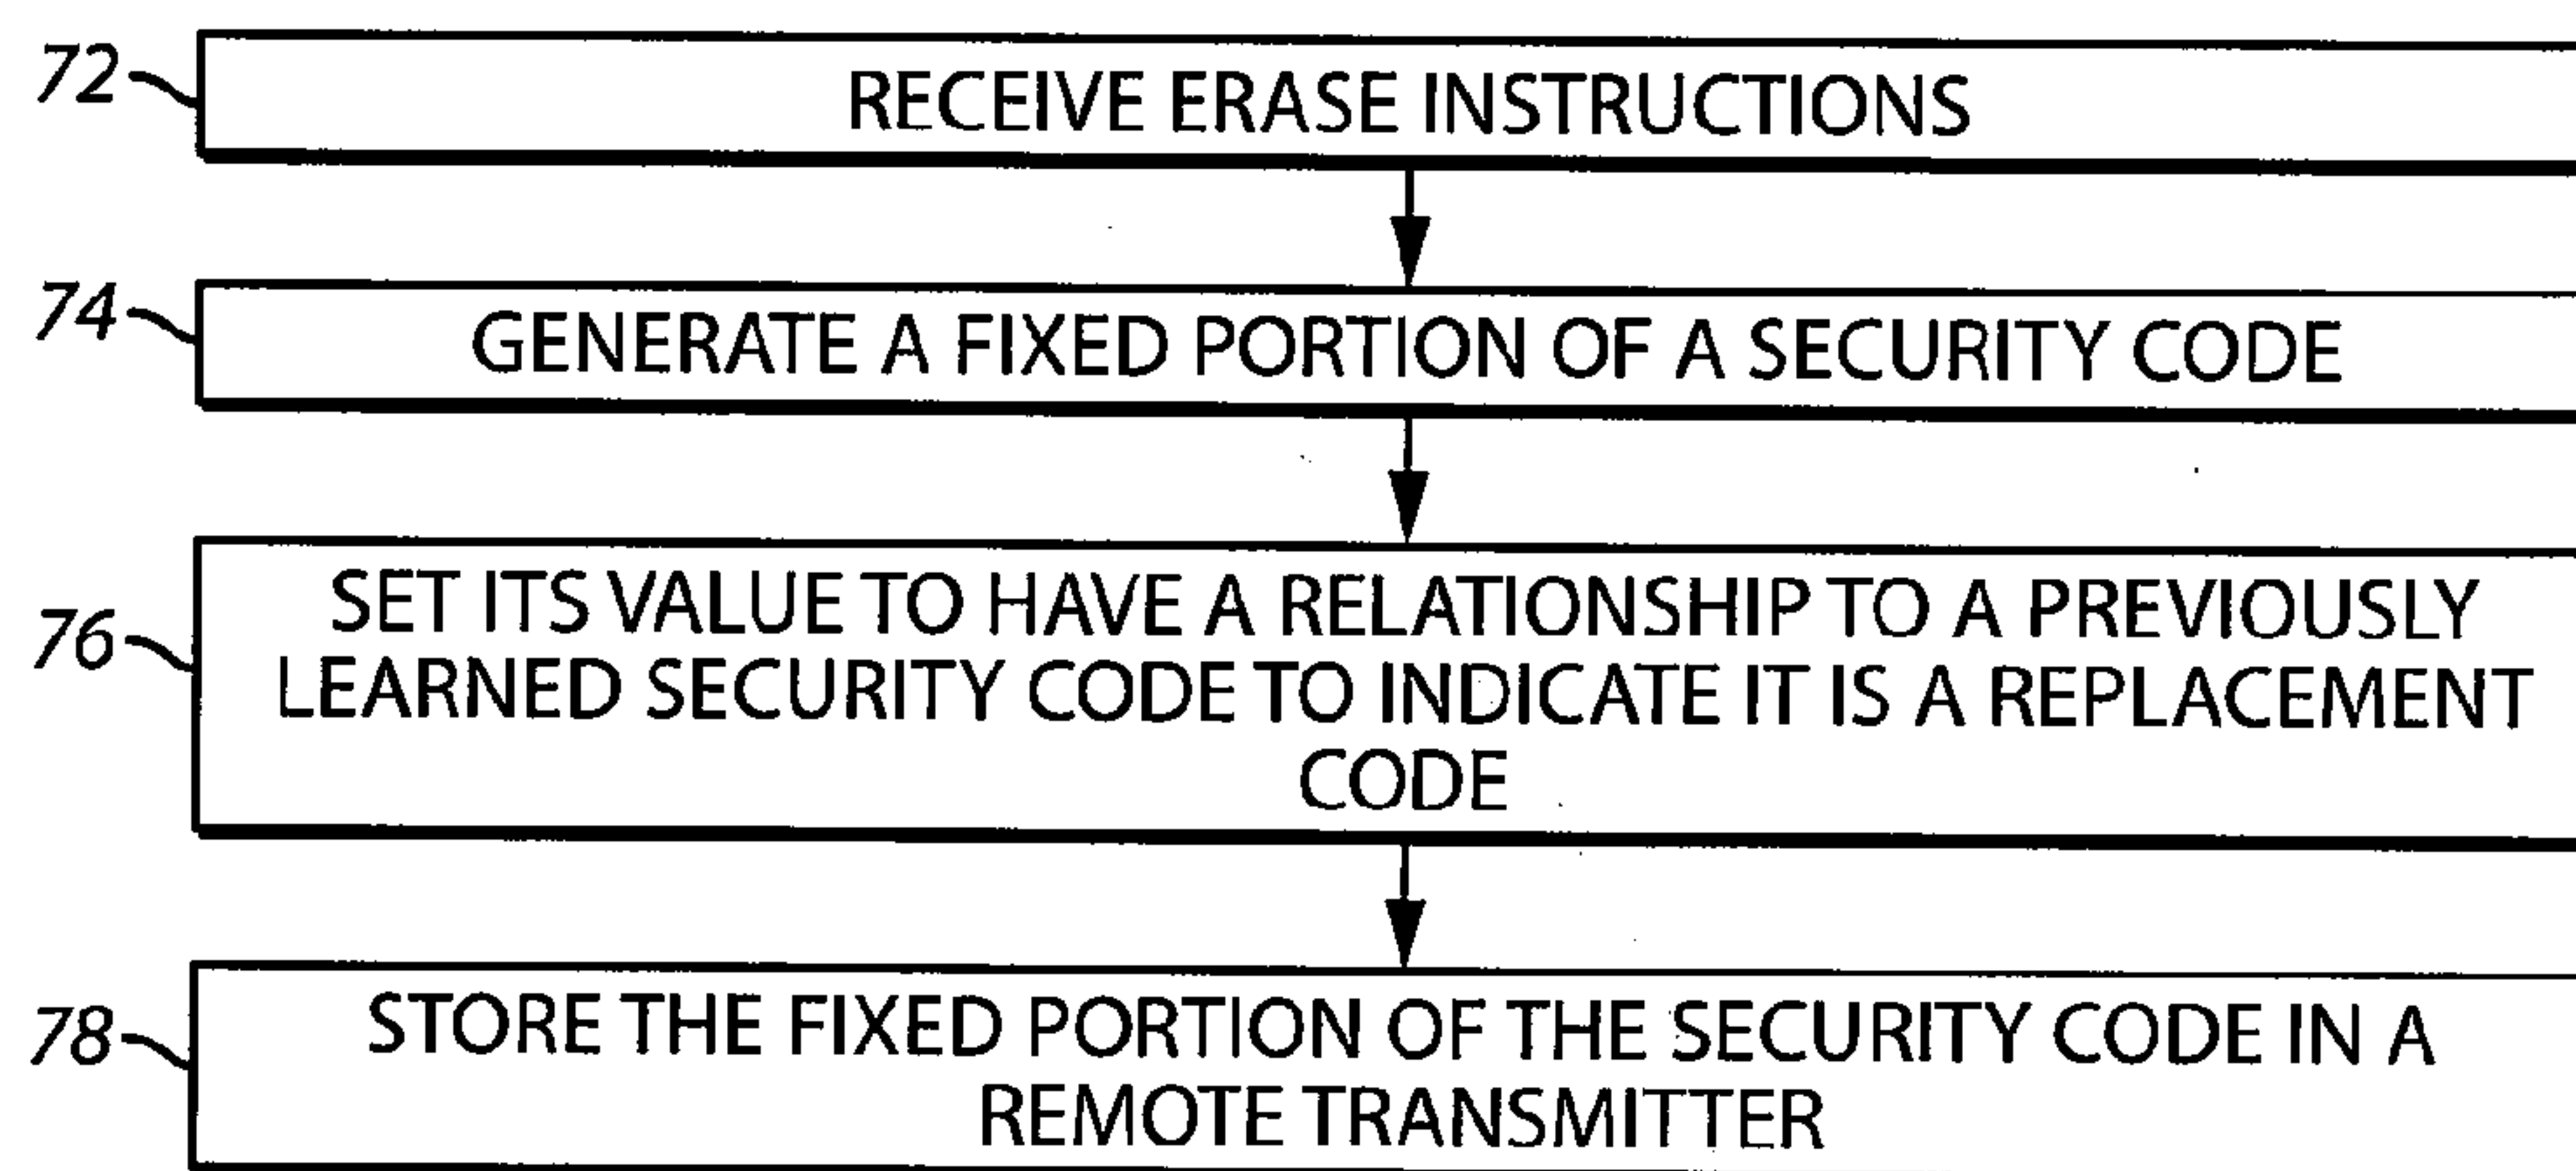 72
RECEIVE ERASE INSTRUCTIONS
74
GENERATE A FIXED PORTION OF A SECURITY CODE
76
SET ITS VALUE TO HAVE A RELATIONSHIP TO A PREVIOUSLY
LEARNED SECURITY CODE TO INDICATE IT IS A REPLACEMENT
CODE
78
STORE THE FIXED PORTION OF THE SECURITY CODE IN A
REMOTE TRANSMITTER